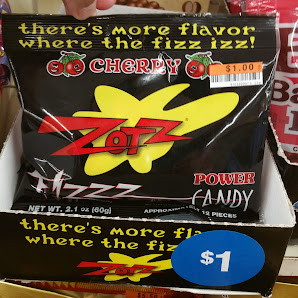 there's more flavor
where the fizz izz!
CHERRY
$1.00
ZOTZ
Fizzz
POWER
CANDY
NET WT. 2.1 oz (60g)
APPROXIMATELY 12 PIECES
there's more flavor
where the fizz
ZOTZ
$1